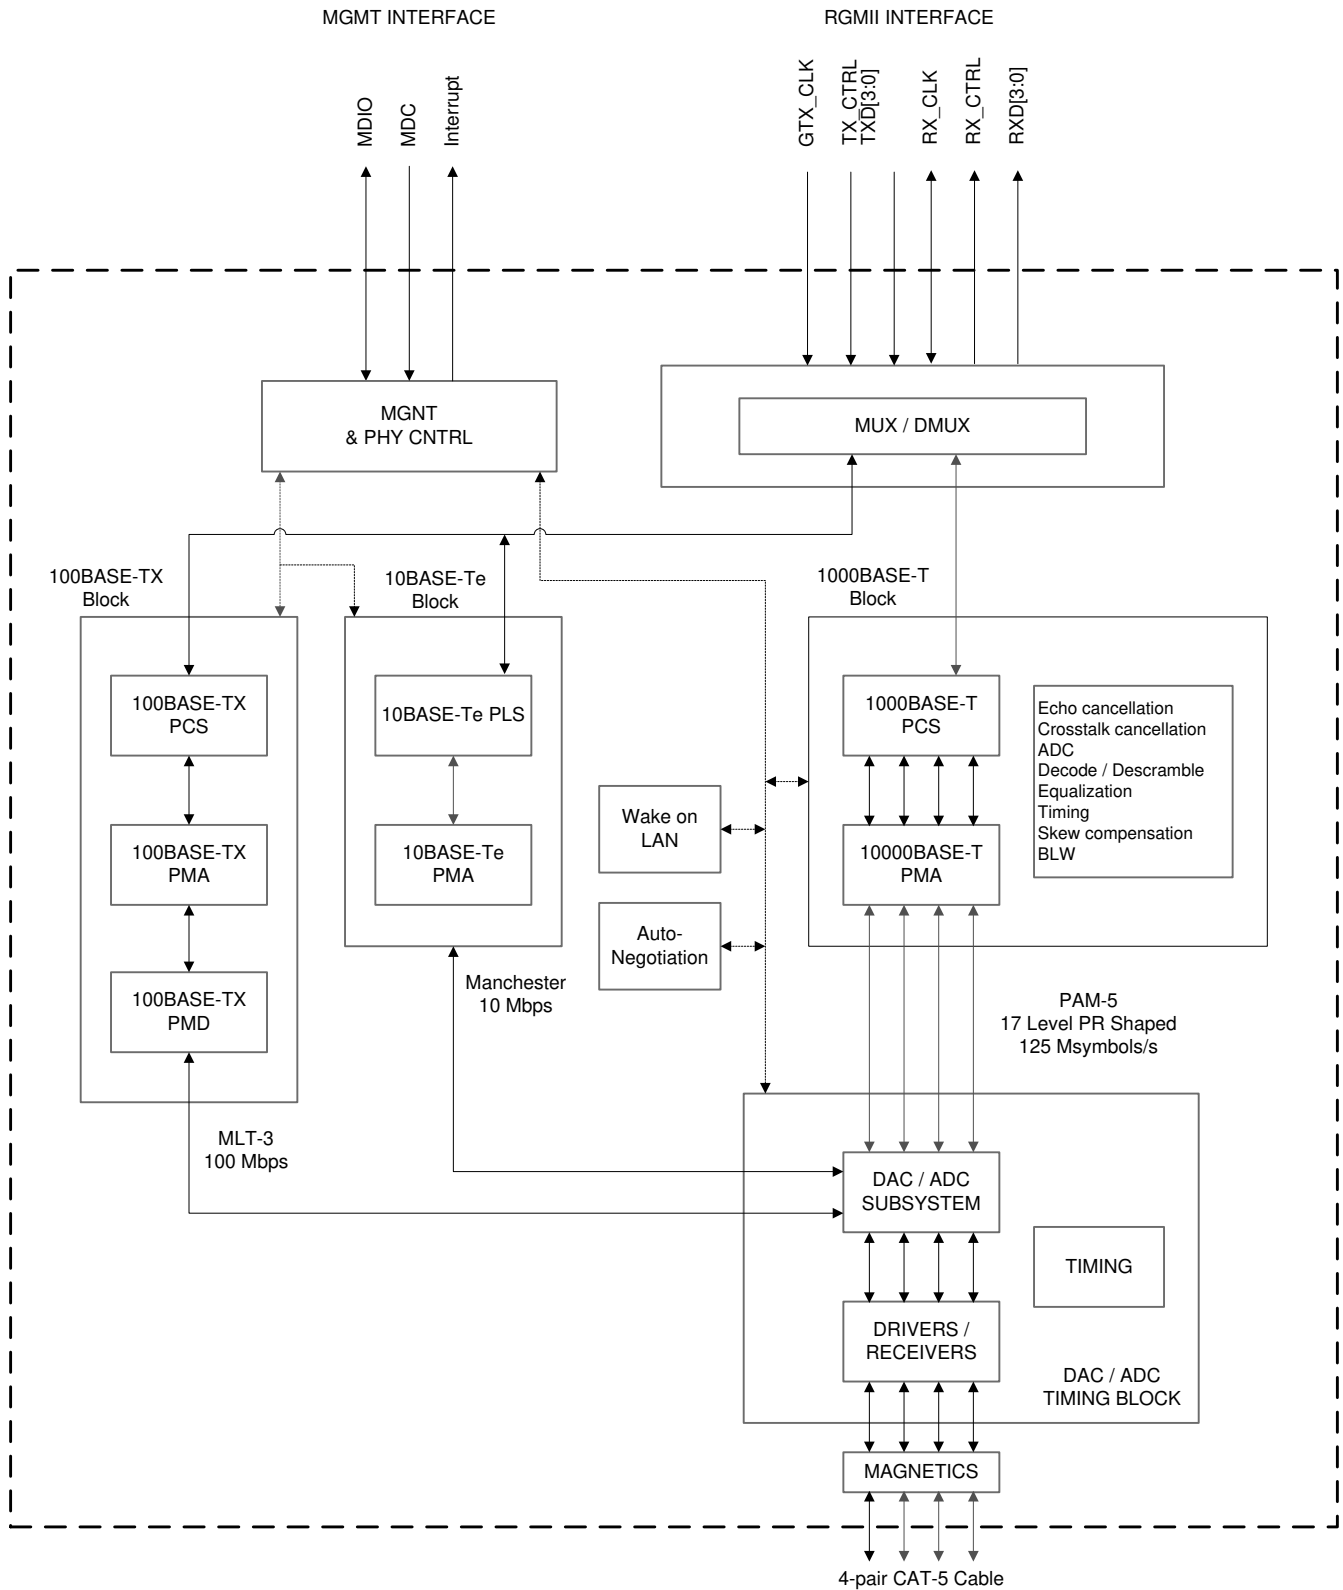 MGMT INTERFACE
RGMII INTERFACE
MDIO
MDC
Interrupt
GTX_CLK
TX_CTRL
TXD[3:0]
RX_CLK
RX_CTRL
RXD[3:0]
MGNT
& PHY CNTRL
MUX / DMUX
100BASE-TX
Block
10BASE-Te
Block
1000BASE-T
Block
100BASE-TX
PCS
10BASE-Te PLS
1000BASE-T
PCS
Echo cancellation
Crosstalk cancellation
ADC
Decode / Descramble
Equalization
Timing
Skew compensation
BLW
100BASE-TX
PMA
10BASE-Te
PMA
Wake on
LAN
10000BASE-T
PMA
Auto-
Negotiation
100BASE-TX
PMD
Manchester
10 Mbps
PAM-5
17 Level PR Shaped
125 Msymbols/s
MLT-3
100 Mbps
DAC / ADC
SUBSYSTEM
TIMING
DRIVERS /
RECEIVERS
DAC / ADC
TIMING BLOCK
MAGNETICS
4-pair CAT-5 Cable